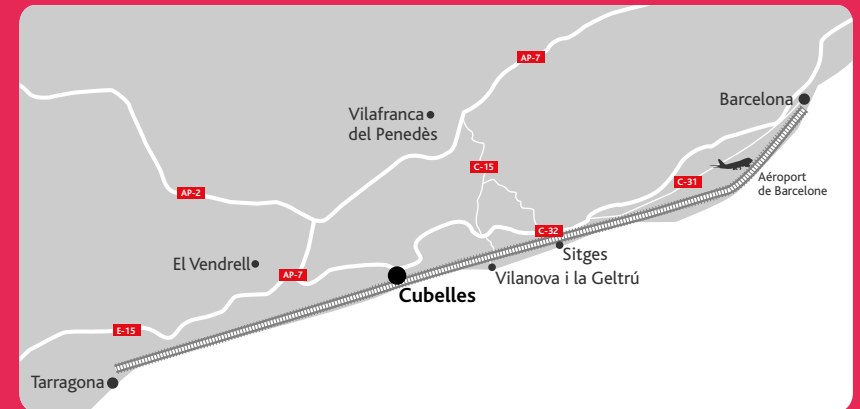 AP-7
Barcelona
Vilafranca
del Penedès
C-15
Aéroport
de Barcelone
C-31
AP-2
C-32
Sitges
El Vendrell
AP-7
Vilanova i la Geltrú
Cubelles
E-15
Tarragona